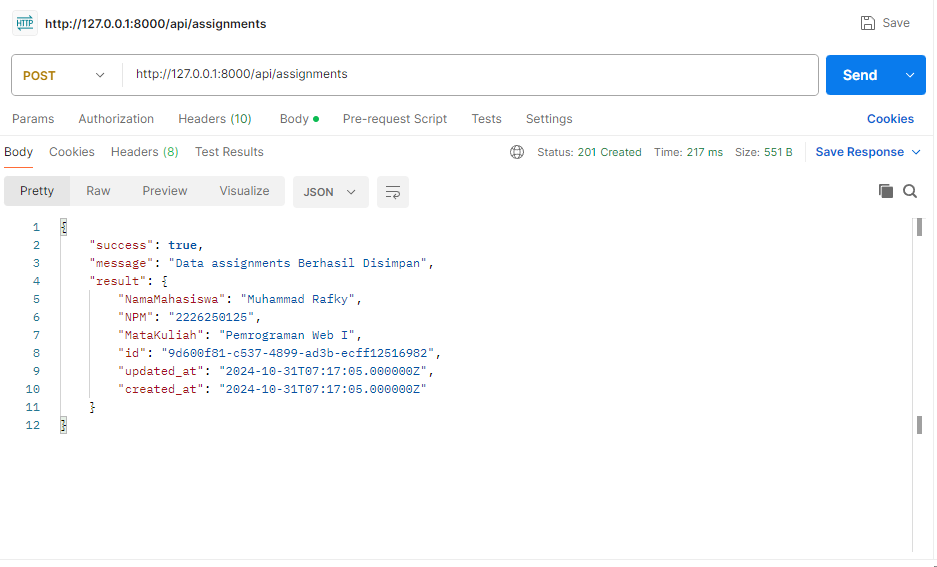 HTTP http://127.0.0.1:8000/api/assignments Save
POST http://127.0.0.1:8000/api/assignments Send
Params Authorization Headers (10) Body Pre-request Script Tests Settings Cookies
Body Cookies Headers (8) Test Results Status: 201 Created Time: 217 ms Size: 551 B Save Response
Pretty Raw Preview Visualize JSON
1 {
2 "success": true,
3 "message": "Data assignments Berhasil Disimpan",
4 "result": {
5 "NamaMahasiswa": "Muhammad Rafky",
6 "NPM": "2226250125",
7 "MataKuliah": "Pemrograman Web I",
8 "id": "9d600f81-c537-4899-ad3b-ecff12516982",
9 "updated_at": "2024-10-31T07:17:05.000000Z",
10 "created_at": "2024-10-31T07:17:05.000000Z"
11 }
12 }